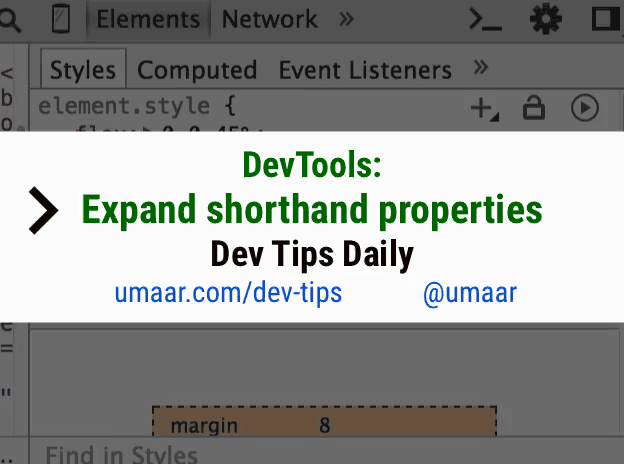 Elements Network »
Styles Computed Event Listeners »
element.style {
DevTools:
Expand shorthand properties
Dev Tips Daily
umaar.com/dev-tips @umaar
margin 8
Find in Styles